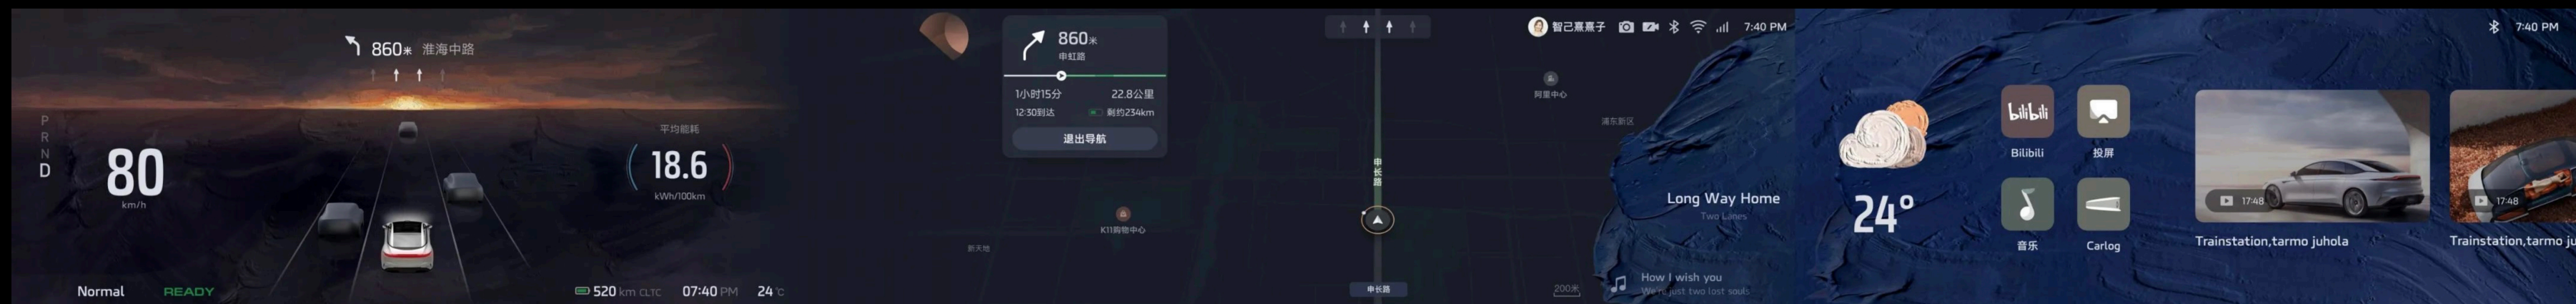 860米 淮海中路
P
R
N
D
80
km/h
平均能耗
18.6
kWh/100km
Normal READY
520 km CLTC 07:40 PM 24℃
860米
申虹路
1小时15分 22.8公里
12:30到达 剩约234km
退出导航
智己熹熹子 7:40 PM
阿里中心
浦东新区
申长路
K11购物中心
新天地
申长路
200米
Long Way Home
Two Lanes
How I wish you
We're just two lost souls
7:40 PM
24°
bilibili
Bilibili 投屏
音乐 Carlog
17:48
Trainstation,tarmo juhola
17:48
Trainstation,tarmo ju